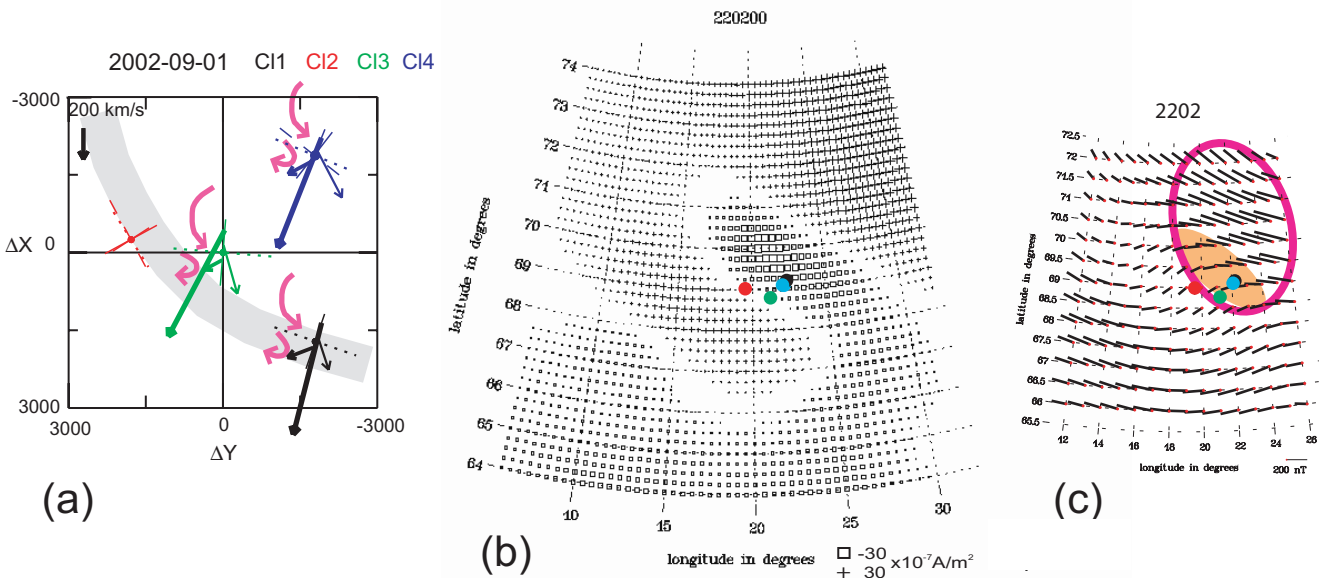 (a)
2002-09-01 Cl1 Cl2 Cl3 Cl4
-3000
200 km/s
ΔX 0
3000
3000 0 -3000
ΔY
(b)
220200
74
73
72
71
70
69
68
67
66
65
64
latitude in degrees
10 15 20 25 30
longitude in degrees
□ -30
+ 30
x10-7A/m2
(c)
2202
72.5
72
71.5
71
70.5
70
69.5
69
68.5
68
67.5
67
66.5
66
65.5
latitude in degrees
12 14 16 18 20 22 24 26
longitude in degrees
200 nT